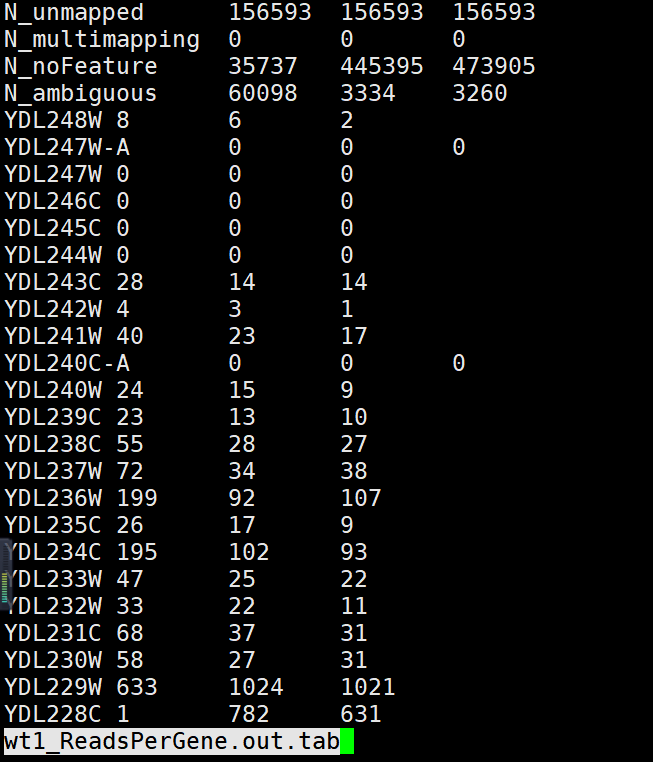 N_unmapped 156593 156593 156593
N_multimapping 0 0 0
N_noFeature 35737 445395 473905
N_ambiguous 60098 3334 3260
YDL248W 8 6 2
YDL247W-A 0 0 0
YDL247W 0 0 0
YDL246C 0 0 0
YDL245C 0 0 0
YDL244W 0 0 0
YDL243C 28 14 14
YDL242W 4 3 1
YDL241W 40 23 17
YDL240C-A 0 0 0
YDL240W 24 15 9
YDL239C 23 13 10
YDL238C 55 28 27
YDL237W 72 34 38
YDL236W 199 92 107
YDL235C 26 17 9
YDL234C 195 102 93
YDL233W 47 25 22
YDL232W 33 22 11
YDL231C 68 37 31
YDL230W 58 27 31
YDL229W 633 1024 1021
YDL228C 1 782 631
wt1_ReadsPerGene.out.tab